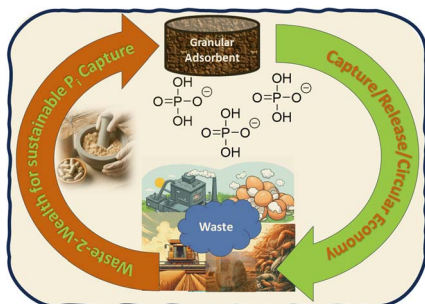 Granular
Adsorbent
Waste-2-Wealth for sustainable Pi Capture
Capture/Release/Circular Economy
OH
O=P—O⊖
OH
OH
O=P—O⊖
OH
OH
O=P—O⊖
OH
Waste